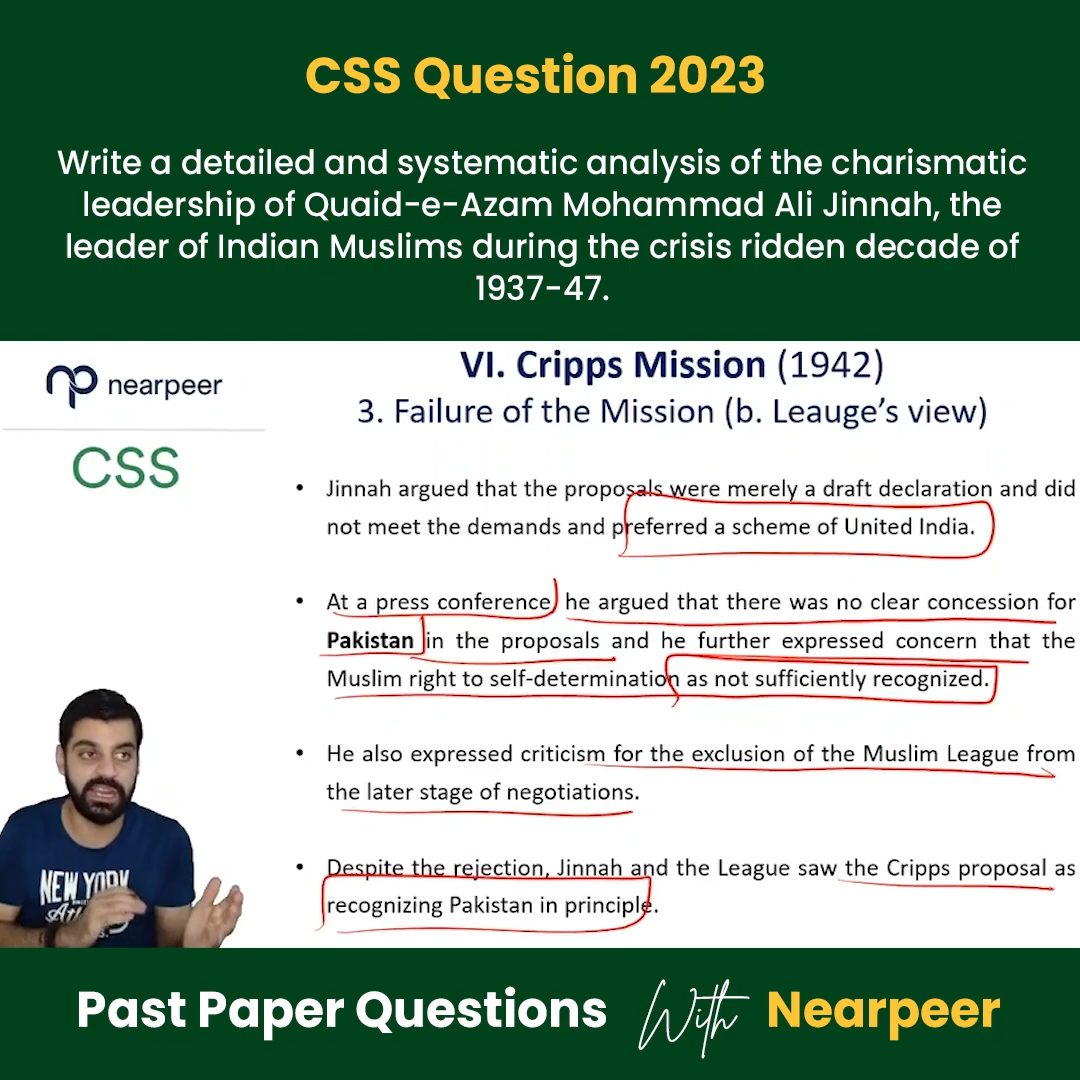 CSS Question 2023
Write a detailed and systematic analysis of the charismatic
leadership of Quaid-e-Azam Mohammad Ali Jinnah, the
leader of Indian Muslims during the crisis ridden decade of
1937-47.
nearpeer
CSS
VI. Cripps Mission (1942)
3. Failure of the Mission (b. Leauge's view)
• Jinnah argued that the proposals were merely a draft declaration and did
not meet the demands and preferred a scheme of United India.
• At a press conference he argued that there was no clear concession for
Pakistan in the proposals and he further expressed concern that the
Muslim right to self-determination as not sufficiently recognized.
• He also expressed criticism for the exclusion of the Muslim League from
the later stage of negotiations.
• Despite the rejection, Jinnah and the League saw the Cripps proposal as
recognizing Pakistan in principle.
NEW YORK
Past Paper Questions With Nearpeer